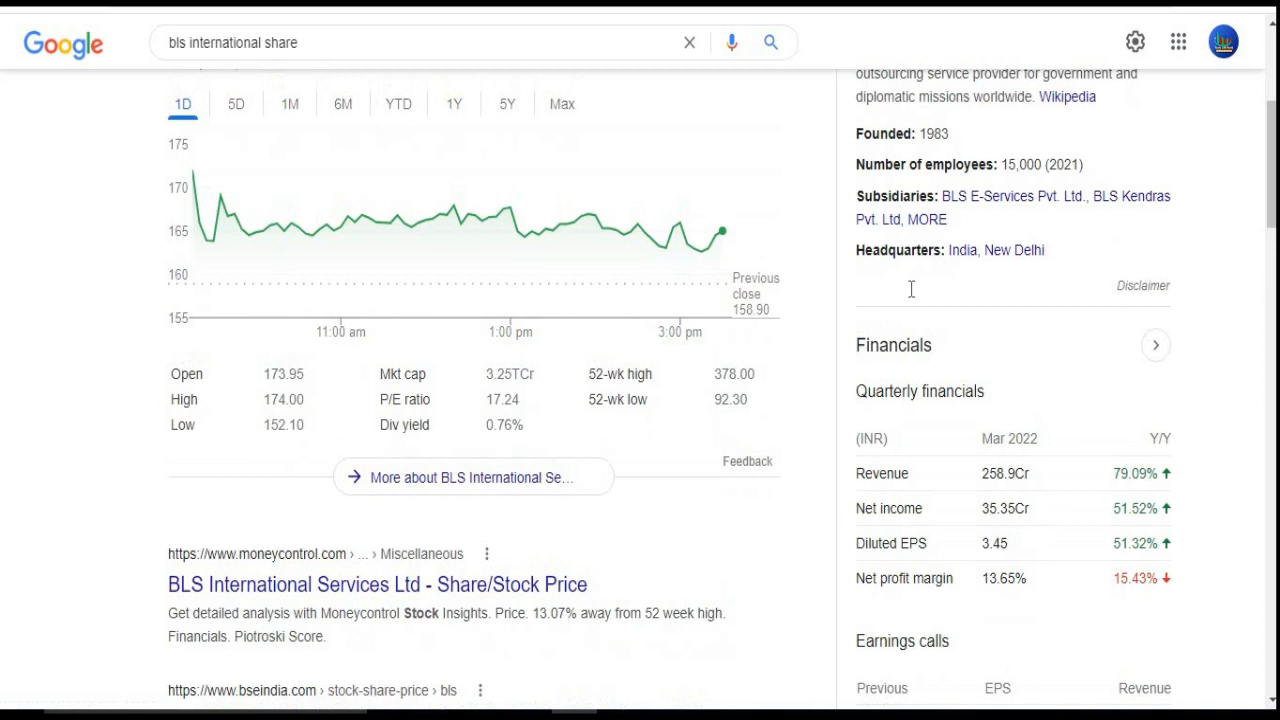 Google
bls international share
1D 5D 1M 6M YTD 1Y 5Y Max
175
170
165
160
155
Previous
close
158.90
11:00 am 1:00 pm 3:00 pm
Open 173.95 Mkt cap 3.25TCr 52-wk high 378.00
High 174.00 P/E ratio 17.24 52-wk low 92.30
Low 152.10 Div yield 0.76%
Feedback
More about BLS International Se...
https://www.moneycontrol.com › ... › Miscellaneous
BLS International Services Ltd - Share/Stock Price
Get detailed analysis with Moneycontrol Stock Insights. Price. 13.07% away from 52 week high.
Financials. Piotroski Score.
https://www.bseindia.com › stock-share-price › bls
outsourcing service provider for government and
diplomatic missions worldwide. Wikipedia
Founded: 1983
Number of employees: 15,000 (2021)
Subsidiaries: BLS E-Services Pvt. Ltd., BLS Kendras
Pvt. Ltd, MORE
Headquarters: India, New Delhi
Disclaimer
Financials
Quarterly financials
(INR) Mar 2022 Y/Y
Revenue 258.9Cr 79.09%
Net income 35.35Cr 51.52%
Diluted EPS 3.45 51.32%
Net profit margin 13.65% 15.43%
Earnings calls
Previous EPS Revenue